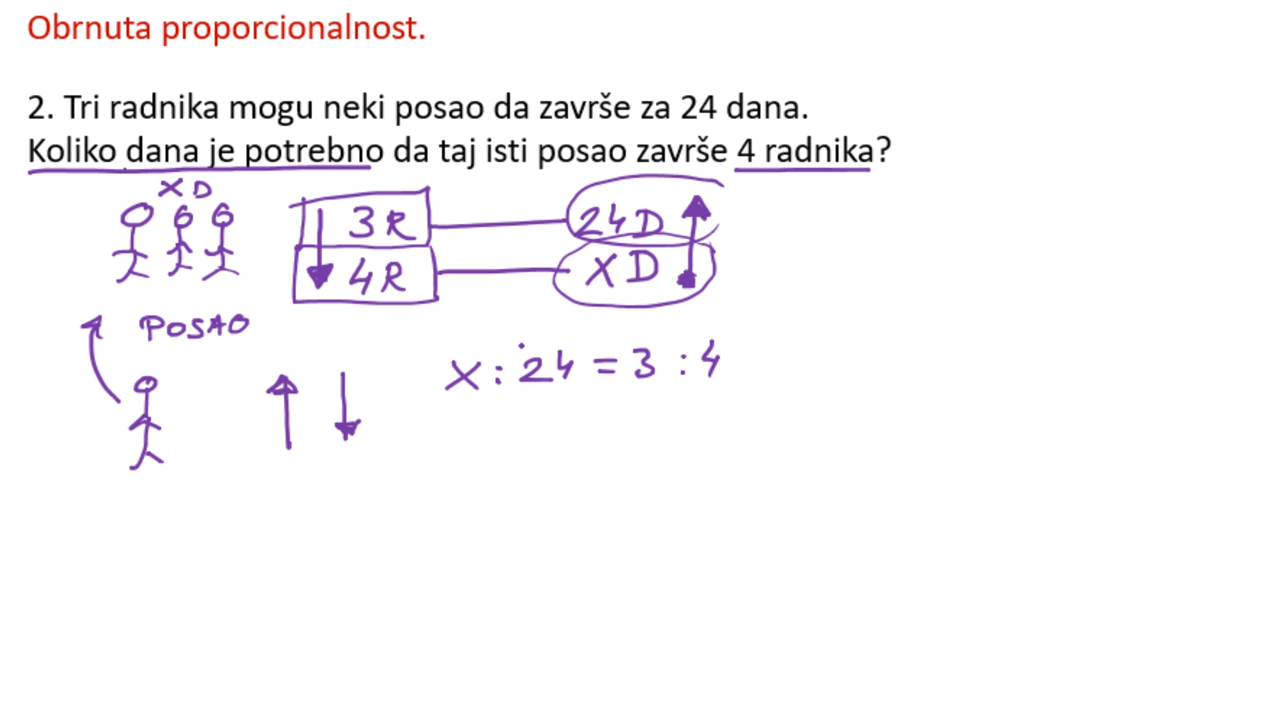 Obrnuta proporcionalnost.
2. Tri radnika mogu neki posao da završe za 24 dana.
Koliko dana je potrebno da taj isti posao završe 4 radnika?
X D
3R 24D
4R XD
POSAO
X : 24 = 3 : 4